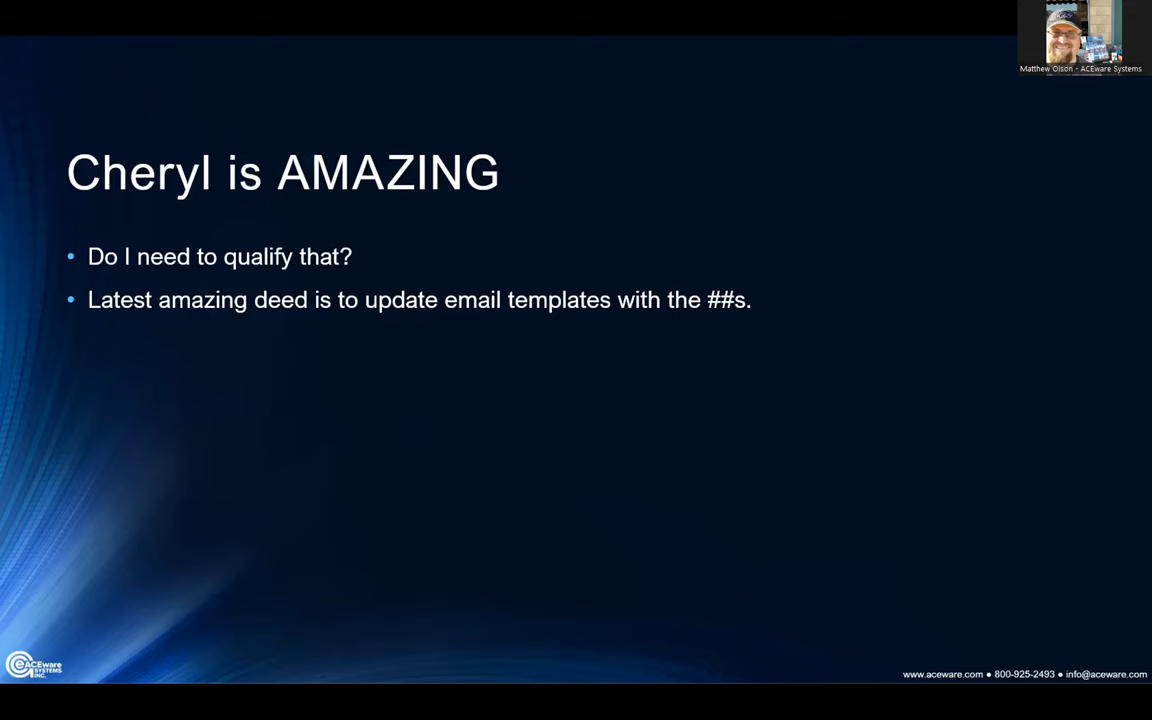 Matthew Olson - ACEware Systems
Cheryl is AMAZING
• Do I need to qualify that?
• Latest amazing deed is to update email templates with the ##s.
ACEware
SYSTEMS
INC.
www.aceware.com ● 800-925-2493 ● info@aceware.com